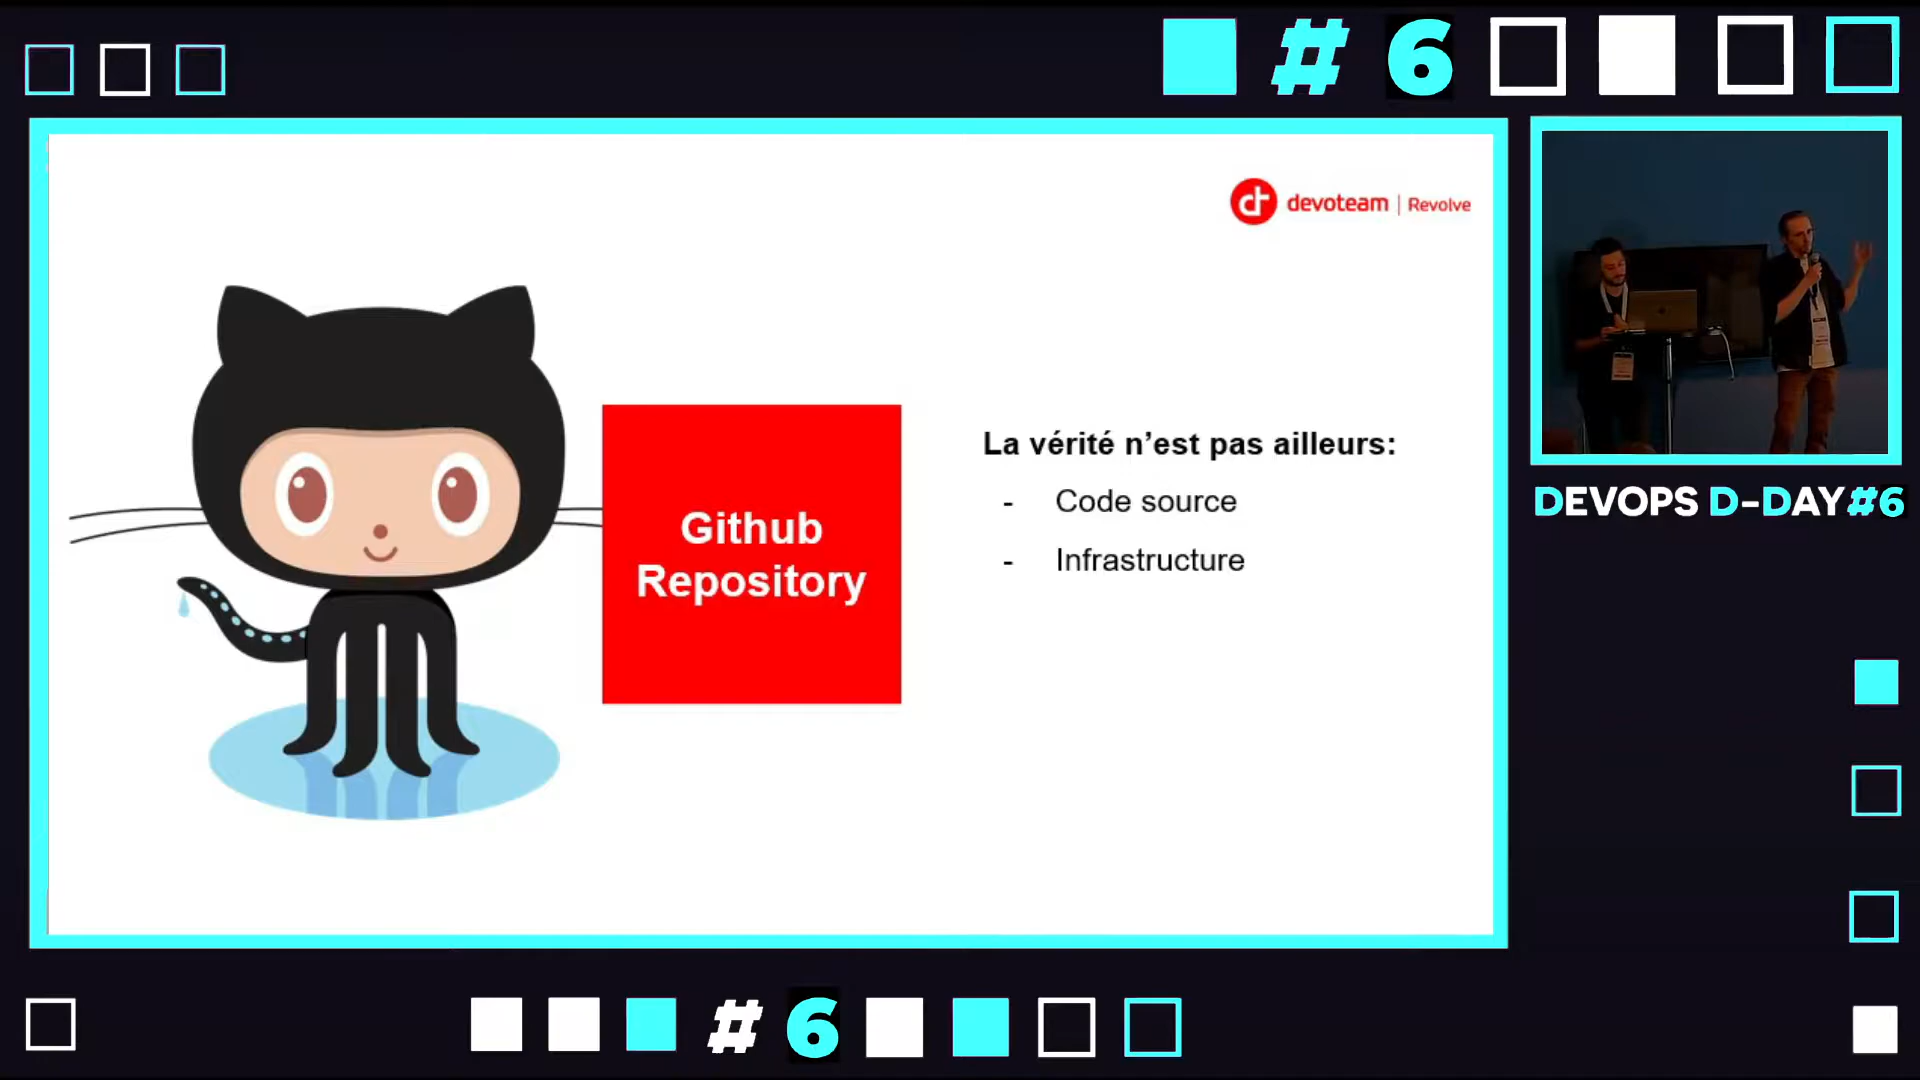 # 6
devoteam | Revolve
Github
Repository
La vérité n’est pas ailleurs:
- Code source
- Infrastructure
DEVOPS D-DAY #6
# 6